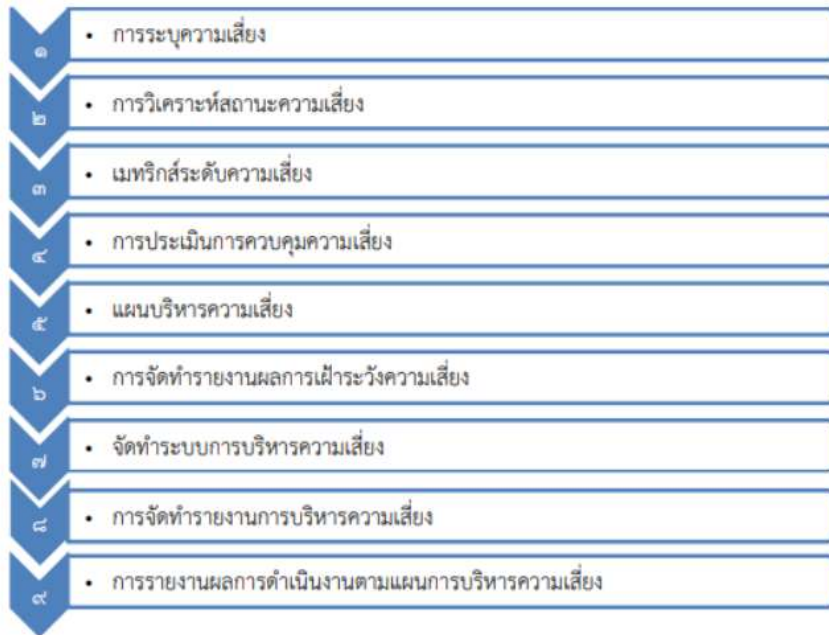 ๑ • การระบุความเสี่ยง
๒ • การวิเคราะห์สถานะความเสี่ยง
๓ • เมทริกส์ระดับความเสี่ยง
๔ • การประเมินการควบคุมความเสี่ยง
๕ • แผนบริหารความเสี่ยง
๖ • การจัดทำรายงานผลการเฝ้าระวังความเสี่ยง
๗ • จัดทำระบบการบริหารความเสี่ยง
๘ • การจัดทำรายงานการบริหารความเสี่ยง
๙ • การรายงานผลการดำเนินงานตามแผนการบริหารความเสี่ยง